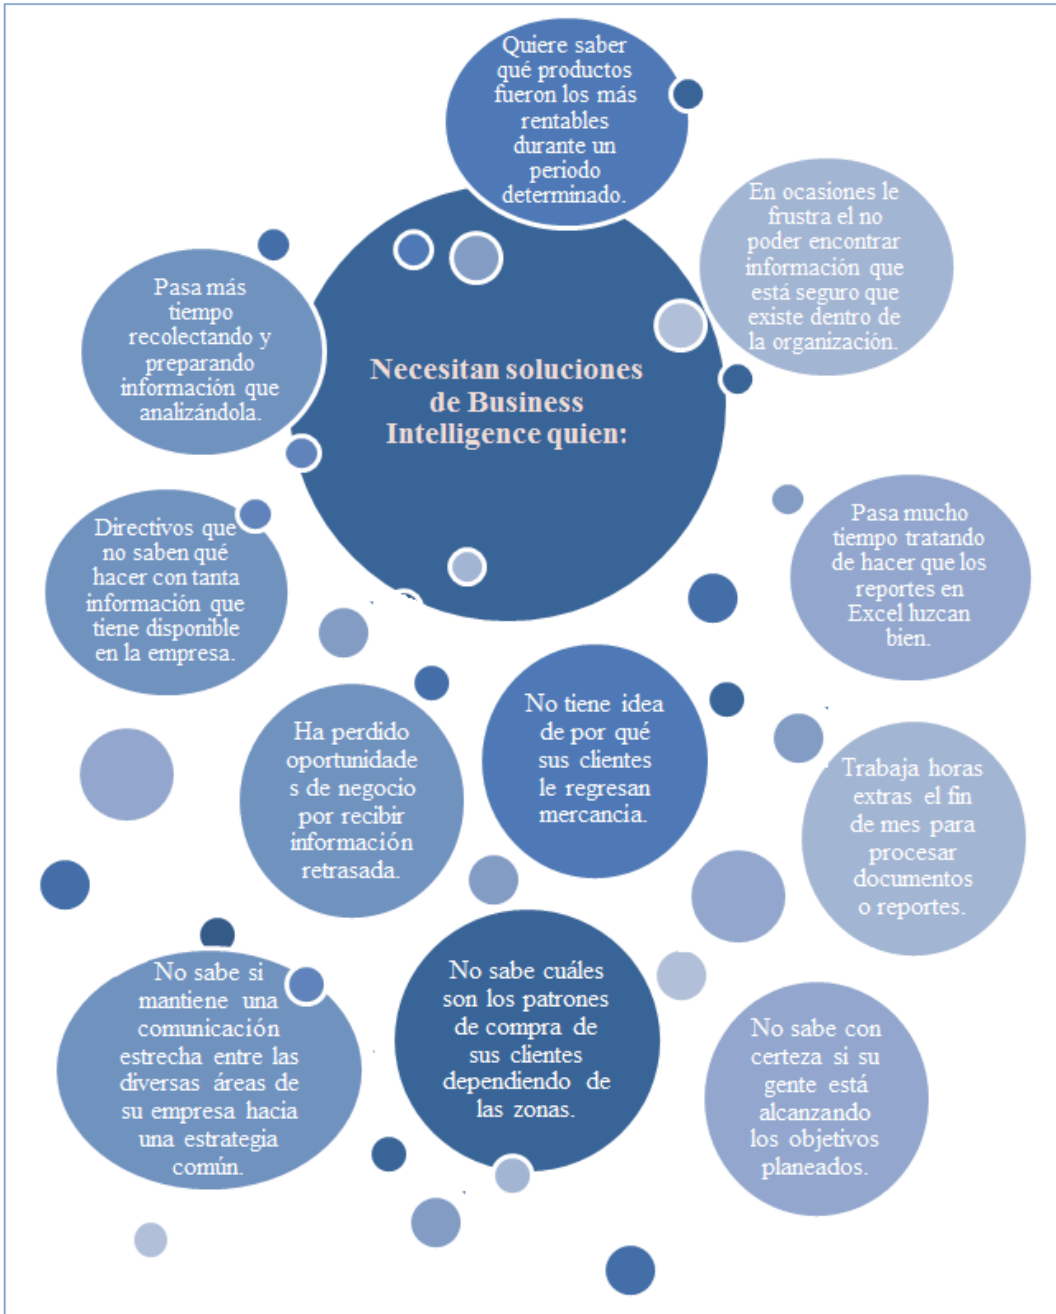 Quiere saber
qué productos
fueron los más
rentables
durante un
periodo
determinado.
En ocasiones le
frustra el no
poder encontrar
información que
está seguro que
existe dentro de
la organización.
Pasa más
tiempo
recolectando y
preparando
información que
analizándola.
Necesitan soluciones
de Business
Intelligence quien:
Directivos que
no saben qué
hacer con tanta
información que
tiene disponible
en la empresa.
Pasa mucho
tiempo tratando
de hacer que los
reportes en
Excel luzcan
bien.
Ha perdido
oportunidade
s de negocio
por recibir
información
retrasada.
No tiene idea
de por qué
sus clientes
le regresan
mercancía.
Trabaja horas
extras el fin
de mes para
procesar
documentos
o reportes.
No sabe si
mantiene una
comunicación
estrecha entre las
diversas áreas de
su empresa hacia
una estrategia
común.
No sabe cuáles
son los patrones
de compra de
sus clientes
dependiendo de
las zonas.
No sabe con
certeza si su
gente está
alcanzando
los objetivos
planeados.